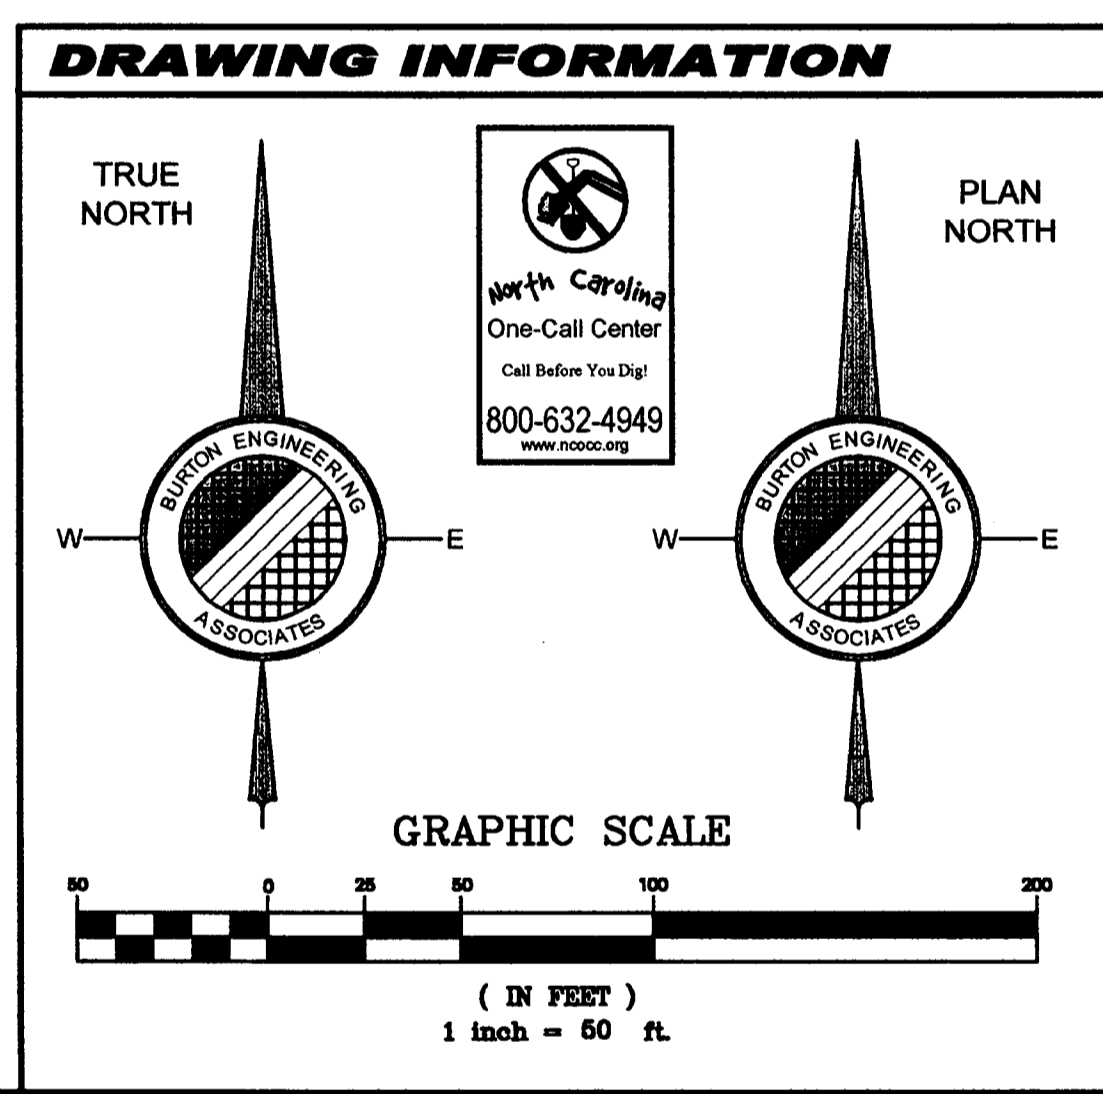 DRAWING INFORMATION
TRUE
NORTH
North Carolina
One-Call Center
Call Before You Dig!
800-632-4949
www.ncocc.org
PLAN
NORTH
BURTON ENGINEERING
ASSOCIATES
W
E
BURTON ENGINEERING
ASSOCIATES
W
E
GRAPHIC SCALE
50 0 25 50 100 200
( IN FEET )
1 inch = 50 ft.